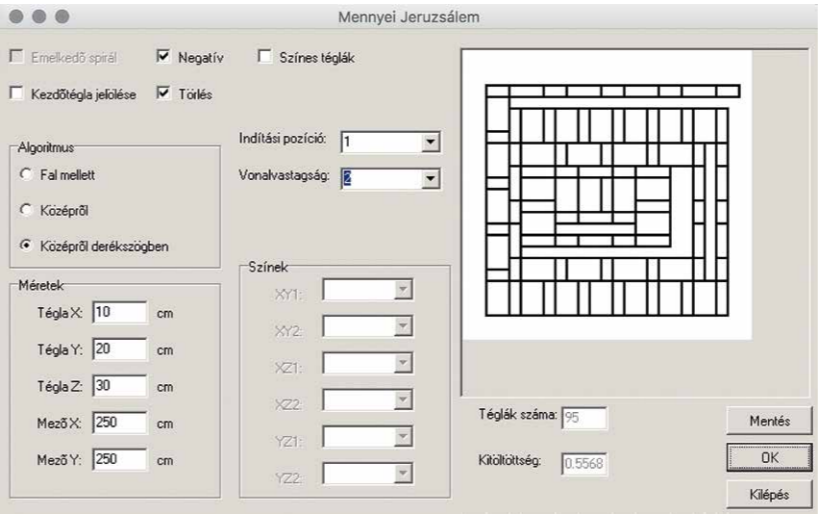 Mennyei Jeruzsálem
Emelkedő spirál
Negatív
Színes téglák
Kezdőtégla jelölése
Törlés
Algoritmus
Fal mellett
Középről
Középről derékszögben
Indítási pozíció: 1
Vonalvastagság: 2
Méretek
Tégla X: 10 cm
Tégla Y: 20 cm
Tégla Z: 30 cm
Mező X: 250 cm
Mező Y: 250 cm
Színek
XY1:
XY2:
XZ1:
XZ2:
YZ1:
YZ2:
Téglák száma: 95
Kitöltöttség: 0.5568
Mentés
OK
Kilépés